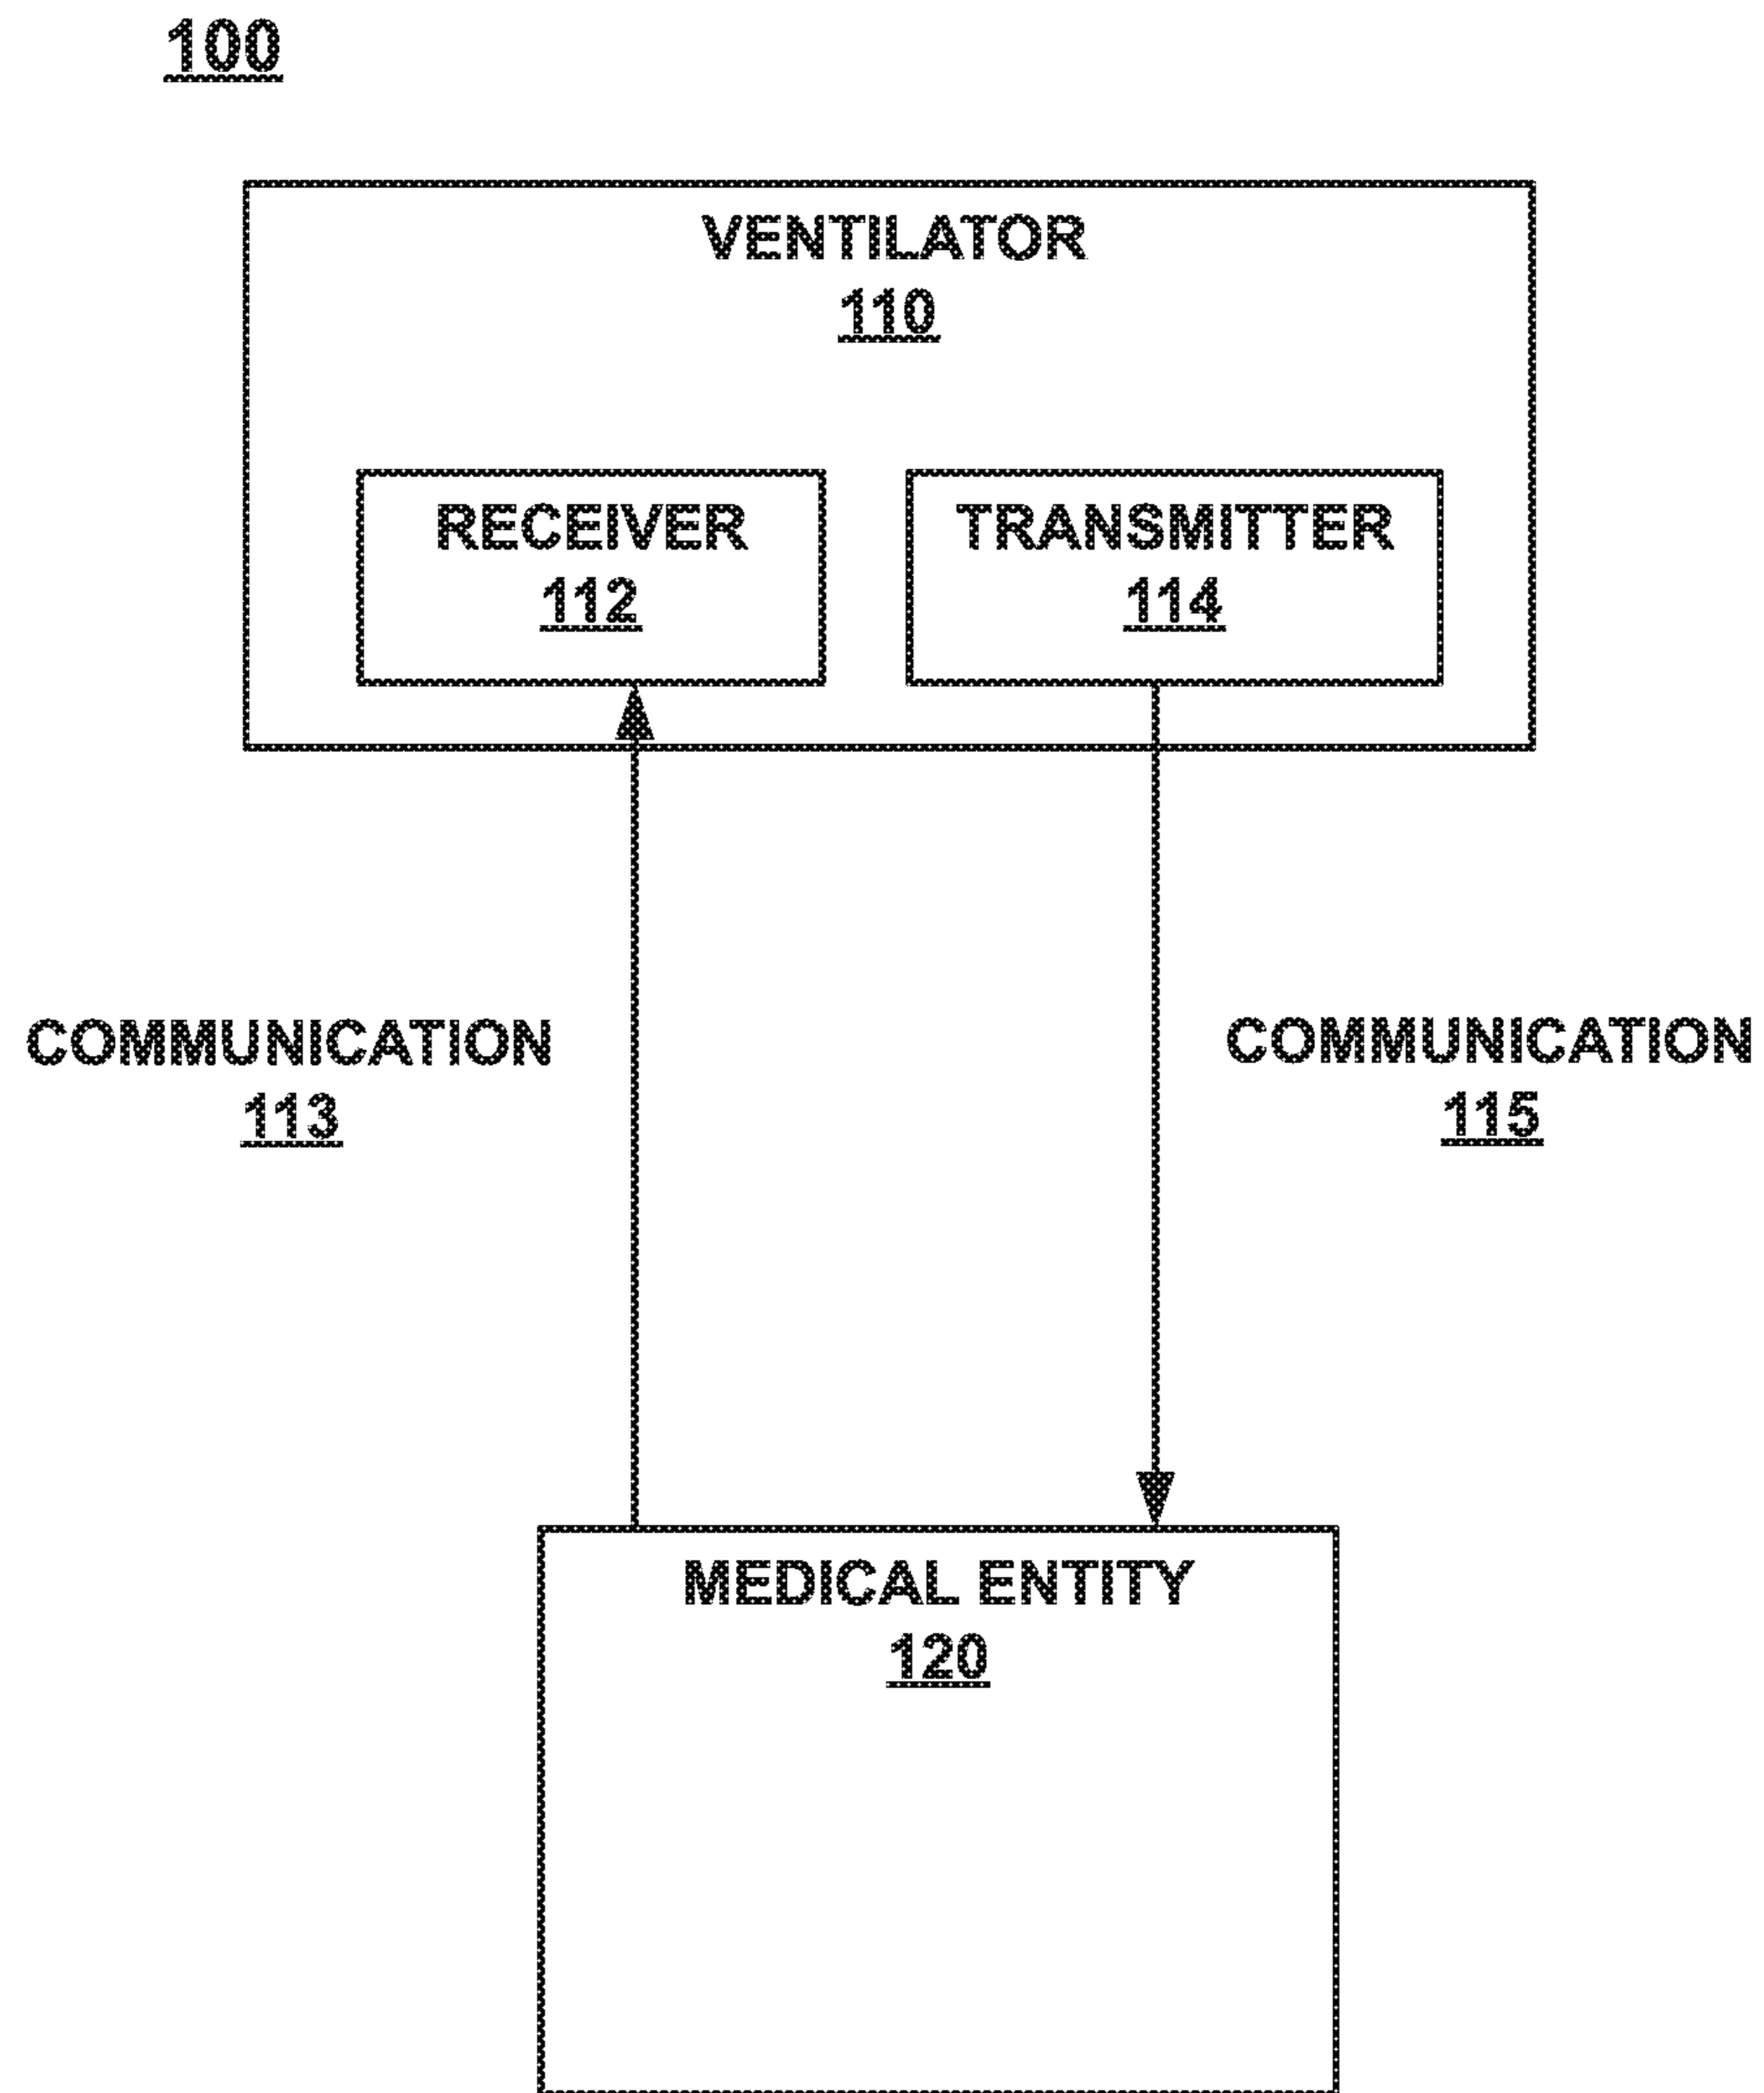 100
VENTILATOR
110
RECEIVER
112
TRANSMITTER
114
COMMUNICATION
113
COMMUNICATION
115
MEDICAL ENTITY
120